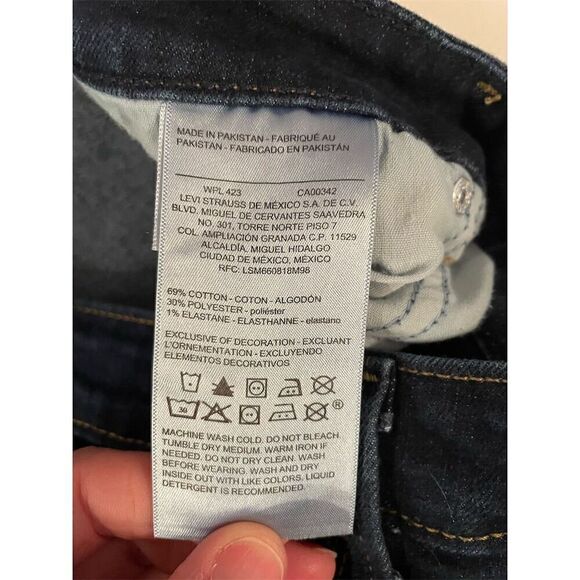 MADE IN PAKISTAN - FABRIQUÉ AU
PAKISTAN - FABRICADO EN PAKISTÁN
WPL 423 CA00342
LEVI STRAUSS DE MÉXICO S.A. DE C.V.
BLVD. MIGUEL DE CERVANTES SAAVEDRA
NO. 301, TORRE NORTE PISO 7
COL. AMPLIACIÓN GRANADA C.P. 11529
ALCALDÍA. MIGUEL HIDALGO
CIUDAD DE MÉXICO, MÉXICO
RFC: LSM660818M98
69% COTTON - COTON - ALGODÓN
30% POLYESTER - poliéster
1% ELASTANE - ELASTHANNE - elastano
EXCLUSIVE OF DECORATION - EXCLUANT
L'ORNEMENTATION - EXCLUYENDO
ELEMENTOS DECORATIVOS
30 ®
MACHINE WASH COLD. DO NOT BLEACH.
TUMBLE DRY MEDIUM. WARM IRON IF
NEEDED. DO NOT DRY CLEAN. WASH
BEFORE WEARING. WASH AND DRY
INSIDE OUT WITH LIKE COLORS. LIQUID
DETERGENT IS RECOMMENDED.